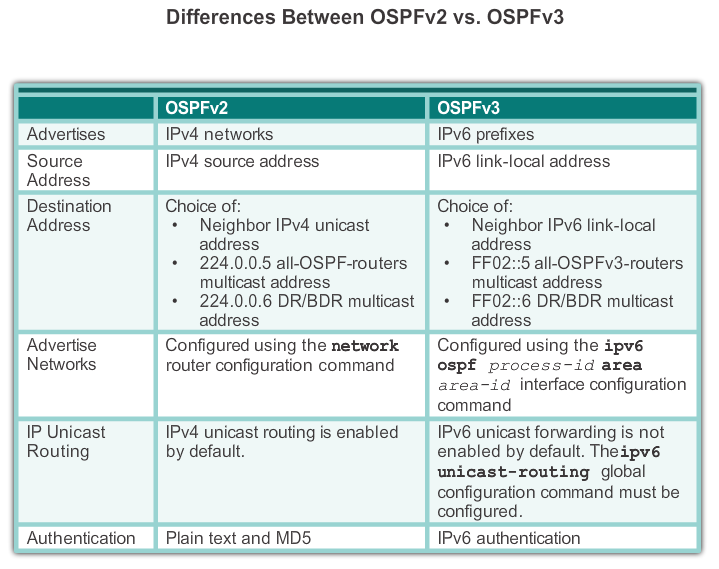 Differences Between OSPFv2 vs. OSPFv3
OSPFv2 OSPFv3
Advertises IPv4 networks IPv6 prefixes
Source Address IPv4 source address IPv6 link-local address
Destination Address
Choice of:
• Neighbor IPv4 unicast
address
• 224.0.0.5 all-OSPF-routers
multicast address
• 224.0.0.6 DR/BDR multicast
address
Choice of:
• Neighbor IPv6 link-local
address
• FF02::5 all-OSPFv3-routers
multicast address
• FF02::6 DR/BDR multicast
address
Advertise
Networks
Configured using the network
router configuration command
Configured using the ipv6
ospf process-id area
area-id interface configuration
command
IP Unicast
Routing
IPv4 unicast routing is enabled
by default.
IPv6 unicast forwarding is not
enabled by default. The ipv6
unicast-routing global
configuration command must be
configured.
Authentication Plain text and MD5 IPv6 authentication